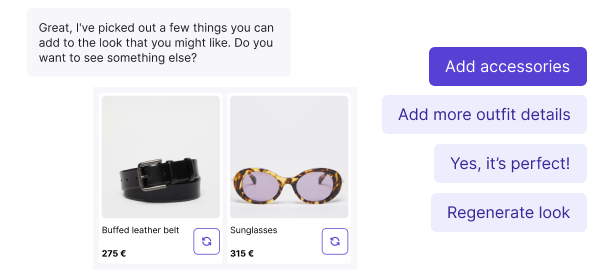 Great, I've picked out a few things you can
add to the look that you might like. Do you
want to see something else?
Add accessories
Add more outfit details
Yes, it's perfect!
Regenerate look
Buffed leather belt
275 €
Sunglasses
315 €